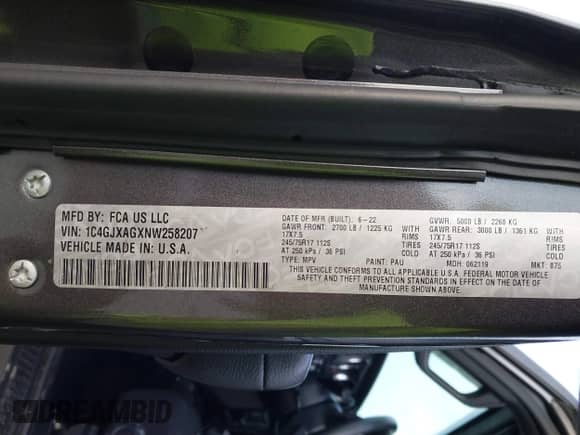 MFD BY: FCA US LLC
VIN: 1C4GJXAGXNW258207
VEHICLE MADE IN: U.S.A.
DATE OF MFR (BUILT): 6-22
GVWR: 5000 LB / 2268 KG
GAWR FRONT: 2700 LB / 1225 KG WITH
17X7.5 RIMS
245/75R17 112S TIRES
AT 250 kPa / 36 PSI COLD
GAWR REAR: 3000 LB / 1361 KG WITH
17X7.5 RIMS
245/75R17 112S TIRES
AT 250 kPa / 36 PSI COLD
TYPE: MPV PAINT: PAU MDH: 062119 MKT: 875
THIS VEHICLE CONFORMS TO ALL APPLICABLE U.S.A. FEDERAL MOTOR VEHICLE
SAFETY AND THEFT PREVENTION STANDARDS IN EFFECT
ON THE DATE OF MANUFACTURE SHOWN ABOVE
DREAMBID